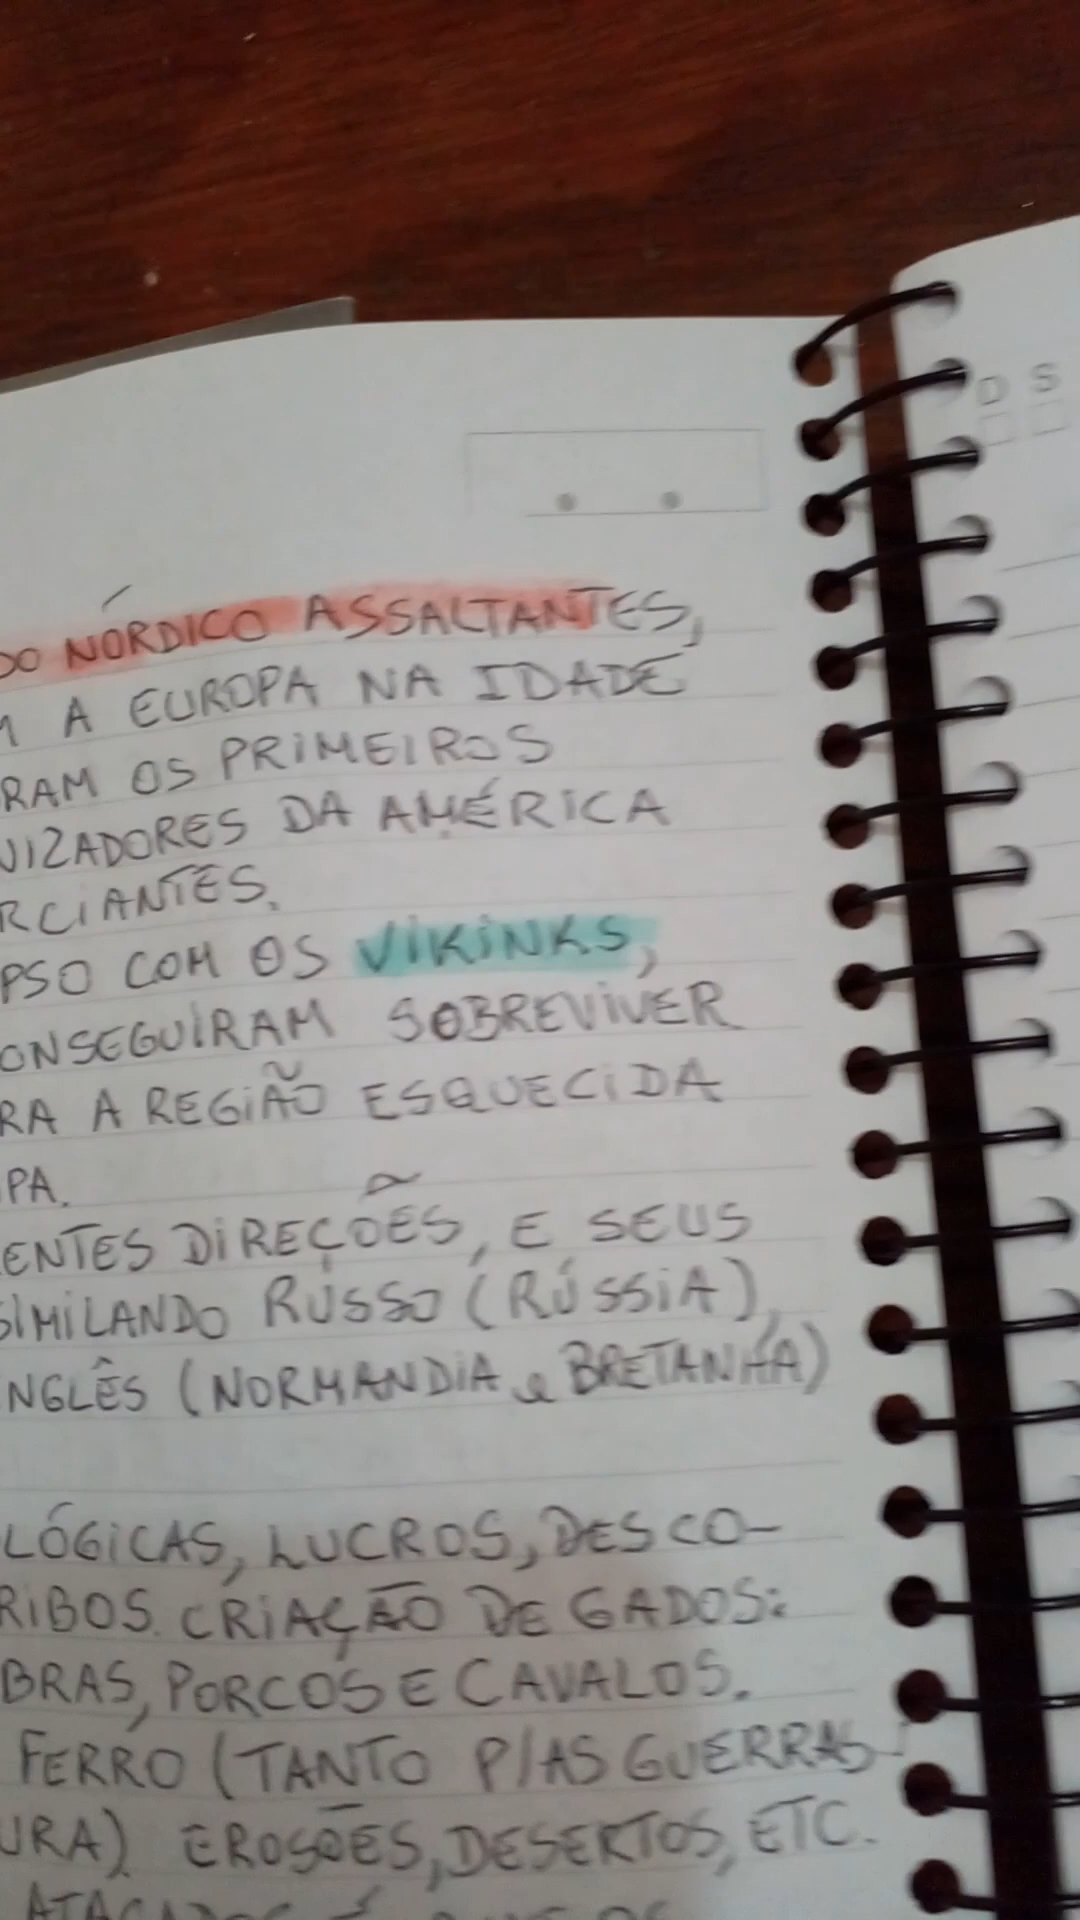 D S
DO NÓRDICO ASSALTANTES,
M A EUROPA NA IDADE
RAM OS PRIMEIROS
NIZADORES DA AMÉRICA
RCIANTES.
PSO COM OS VIKINKS,
ONSEGUIRAM SOBREVIVER
RA A REGIÃO ESQUECIDA
PA.
ENTES DIREÇÕES, E SEUS
SIMILANDO RUSSO (RÚSSIA),
NGLÊS (NORMANDIA e BRETANHA)
LÓGICAS, LUCROS, DESCO-
RIBOS. CRIAÇÃO DE GADOS:
BRAS, PORCOS E CAVALOS.
FERRO (TANTO P/AS GUERRAS
URA). EROSÕES, DESERTOS, ETC.